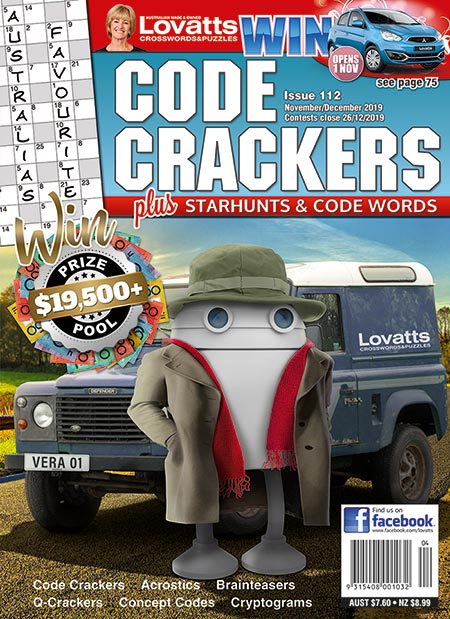 AUSTRALIAS
FAVOURITE
AUSTRALIAN MADE & OWNED
Lovatts
CROSSWORDS&PUZZLES
WIN
OPENS
1 NOV
see page 75
CODE
CRACKERS
Issue 112
November/December 2019
Contests close 26/12/2019
plus STARHUNTS & CODE WORDS
Win
PRIZE
$19,500+
POOL
Lovatts
CROSSWORDS&PUZZLES
DEFENDER
VERA 01
Find us on
facebook
www.facebook.com/lovatts
Code Crackers Acrostics Brainteasers
Q-Crackers Concept Codes Cryptograms
04
9 315408 001032
AUST $7.60 • NZ $8.99